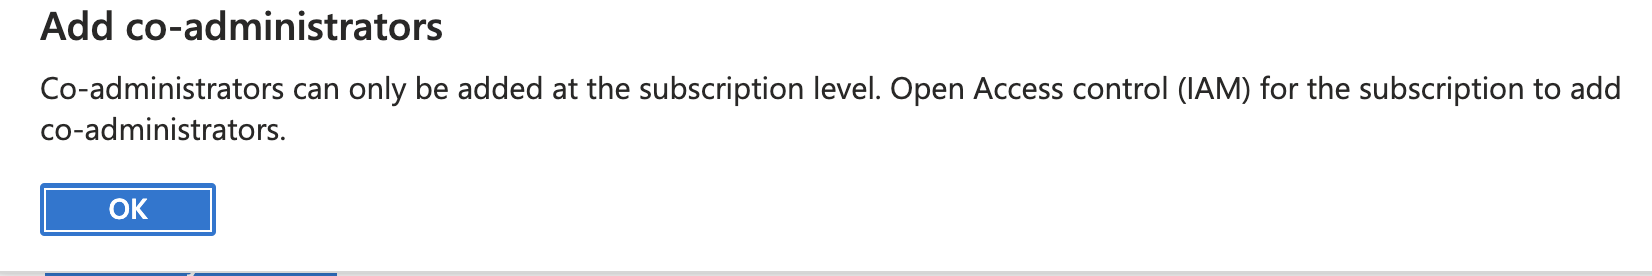 Add co-administrators
Co-administrators can only be added at the subscription level. Open Access control (IAM) for the subscription to add
co-administrators.
OK